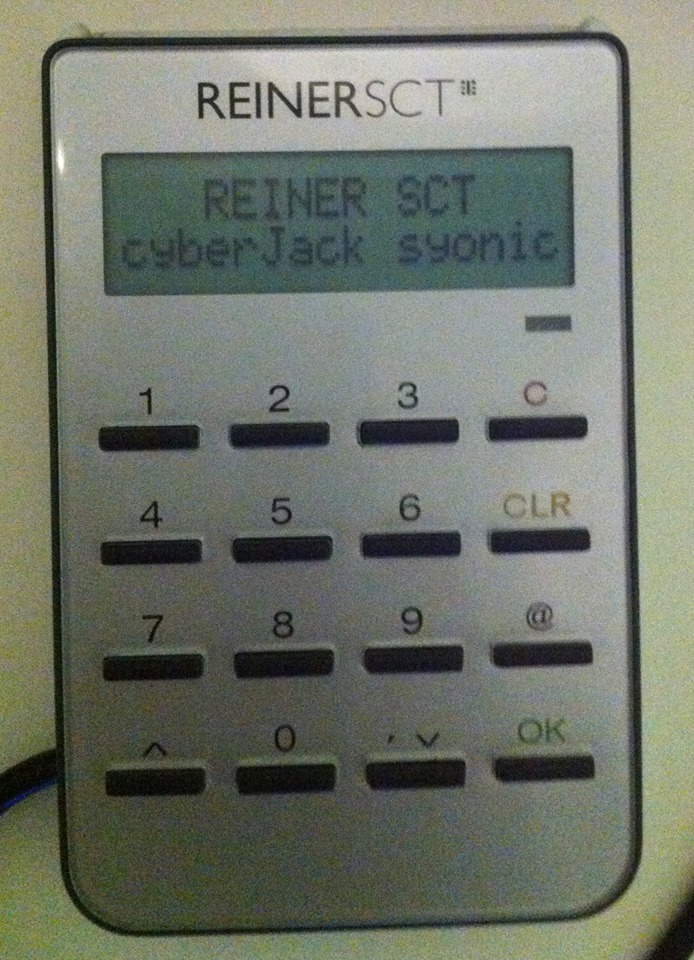 REINERSCT
REINER SCT
cyberJack syonic
1 2 3 C
4 5 6 CLR
7 8 9 @
^ 0 , ∨ OK